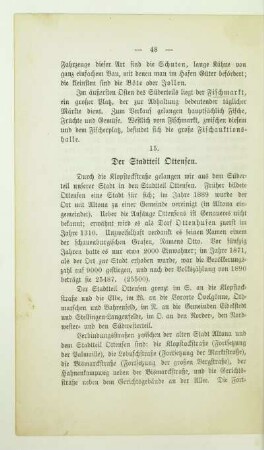 — 48 —
Fahrzeuge dieser Art sind die Schuten, lange Kähne von
ganz einfachem Bau, mit denen man im Hafen Güter befördert;
die kleinsten sind die Böte oder Jollen.
Im äußersten Osten des Süderteils liegt der Fischmarkt,
ein großer Platz, der zur Abhaltung bedeutender täglicher
Märkte dient. Zum Verkauf gelangen hauptsächlich Fische,
Früchte und Gemüse. Westlich vom Fischmarkt, zwischen diesem
und dem Fischerplatz, befindet sich die große Fischauktions-
halle.
15.
Der Stadtteil Ottensen.
Durch die Klopstockstraße gelangen wir aus dem Süder-
teil unserer Stadt in den Stadtteil Ottensen. Früher bildete
Ottensen eine Stadt für sich; im Jahre 1889 wurde der
Ort mit Altona zu einer Gemeinde vereinigt (in Altona ein-
gemeindet). Ueber die Anfänge Ottensens ist Genaueres nicht
bekannt; erwähnt wird es als Dorf Ottenhusen zuerst im
Jahre 1310. Mutmaßlich verdankt es seinen Namen einem
der schauenburgischen Grafen, Namens Otto. Vor fünfzig
Jahren hatte es nur etwa 2000 Einwohner; im Jahre 1871,
als der Ort zur Stadt erhoben wurde, war die Bevölkerungs-
zahl auf 9000 gestiegen, und nach der Volkszählung von 1890
beträgt sie 25487. (25500).
Der Stadtteil Ottensen grenzt im S. an die Klopstock-
straße und die Elbe, im W. an die Vororte Övelgönne, Oth-
marschen und Bahrenfeld, im N. an die Gemeinde Eimsbüttel
und Stellingen-Langenfelde, im O. an den Norder-, den Nord-
wester- und den Süderstadtteil.
Verbindungsstraßen zwischen der alten Stadt Altona und
dem Stadtteil Ottensen sind: die Klopstockstraße (Fortsetzung
der Palmaille), die Lobuschstraße (Fortsetzung der Marktstraße),
die Bismarckstraße (Fortsetzung der großen Bergstraße), der
Hahnenkamp neben der Bismarckstraße, und die Gerichts-
straße neben dem Gerichtsgebäude an der Allee. Die Fort-